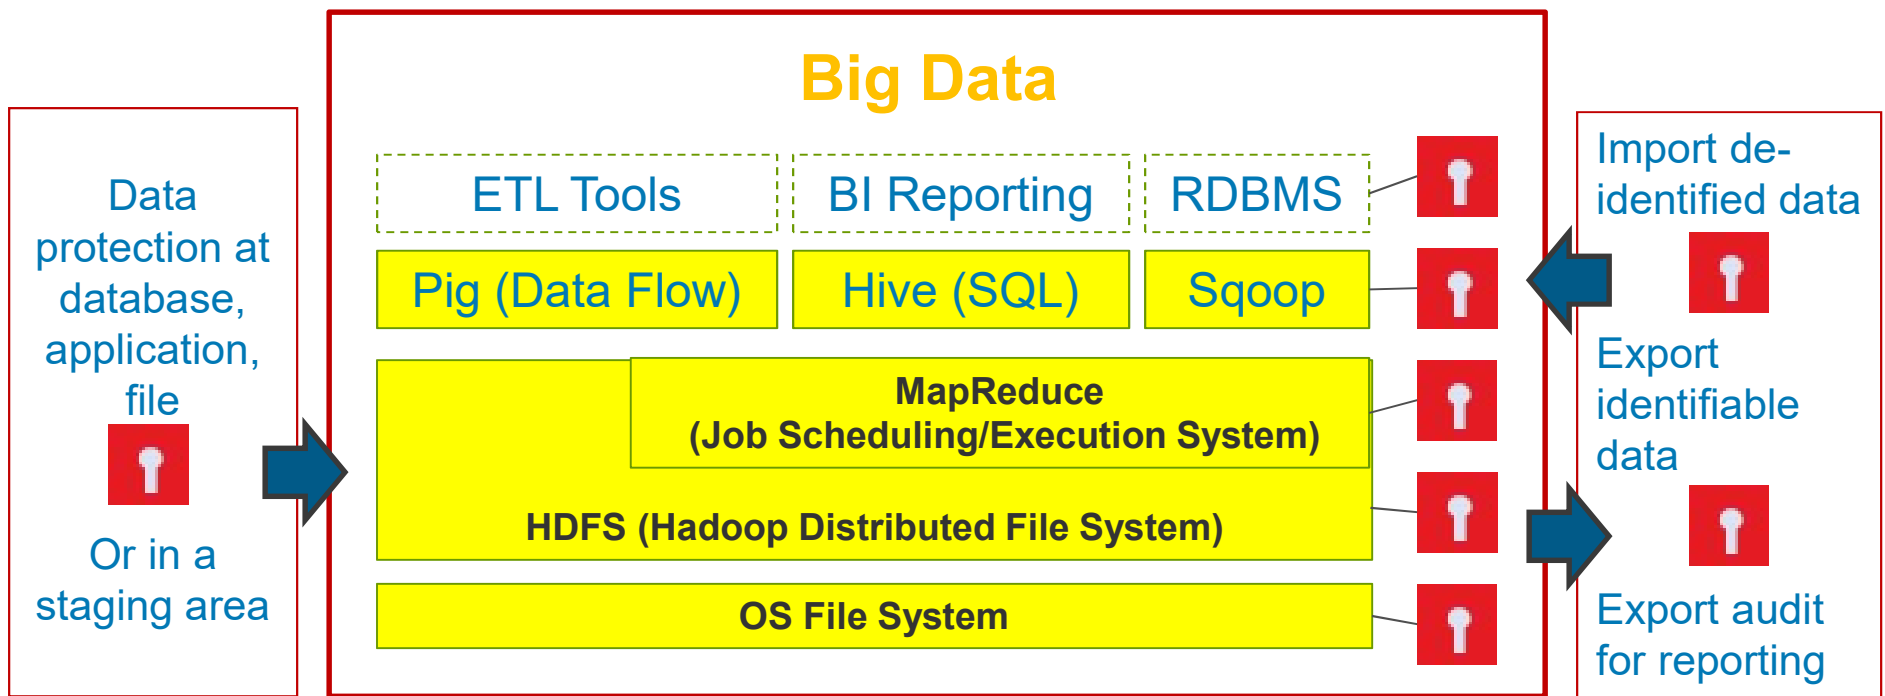 Big Data
Data
protection at
database,
application,
file
Or in a
staging area
ETL Tools
BI Reporting
RDBMS
Pig (Data Flow)
Hive (SQL)
Sqoop
MapReduce
(Job Scheduling/Execution System)
HDFS (Hadoop Distributed File System)
OS File System
Import de-
identified data
Export
identifiable
data
Export audit
for reporting